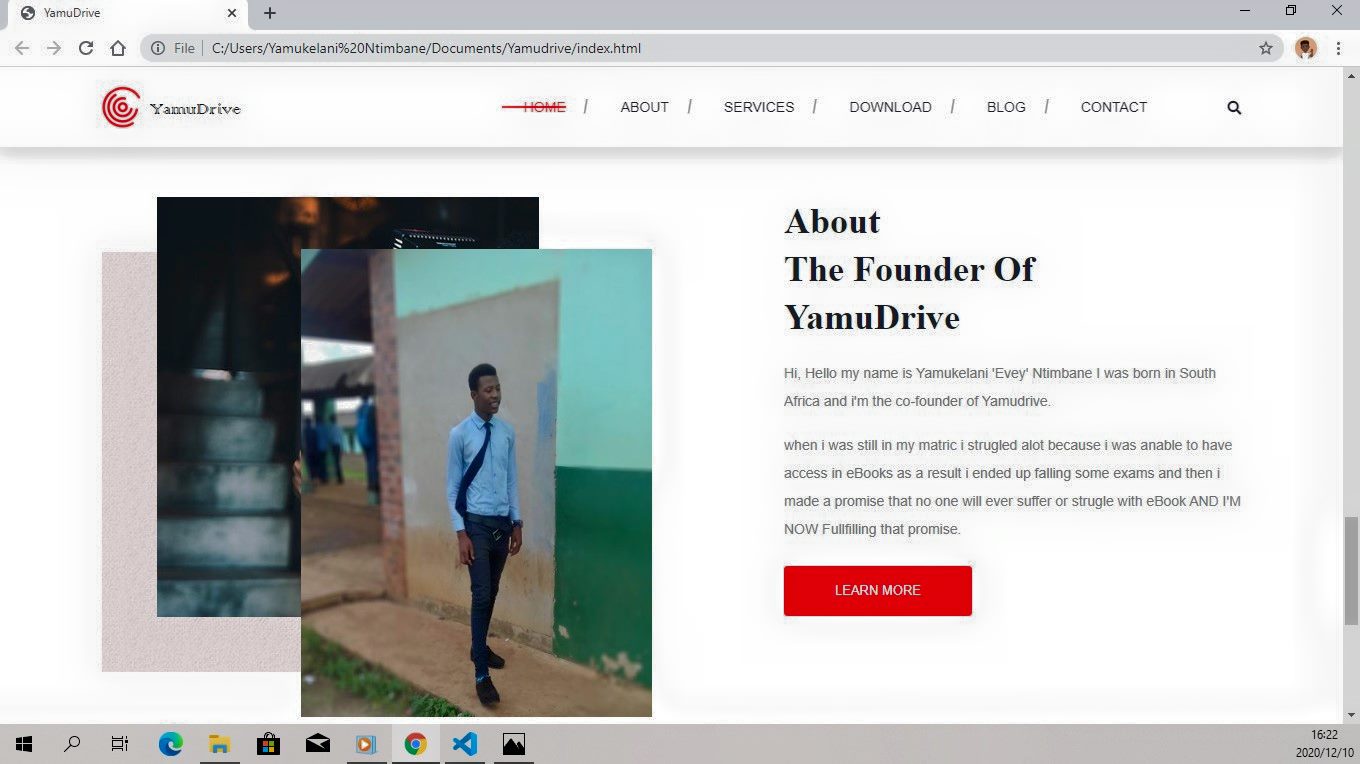 YamuDrive
File
C:/Users/Yamukelani%20Ntimbane/Documents/Yamudrive/index.html
YamuDrive
HOME / ABOUT / SERVICES / DOWNLOAD / BLOG / CONTACT
About
The Founder Of
YamuDrive
Hi, Hello my name is Yamukelani 'Evey' Ntimbane I was born in South
Africa and i'm the co-founder of Yamudrive.
when i was still in my matric i strugled alot because i was anable to have
access in eBooks as a result i ended up falling some exams and then i
made a promise that no one will ever suffer or strugle with eBook AND I'M
NOW Fullfilling that promise.
LEARN MORE
16:22
2020/12/10